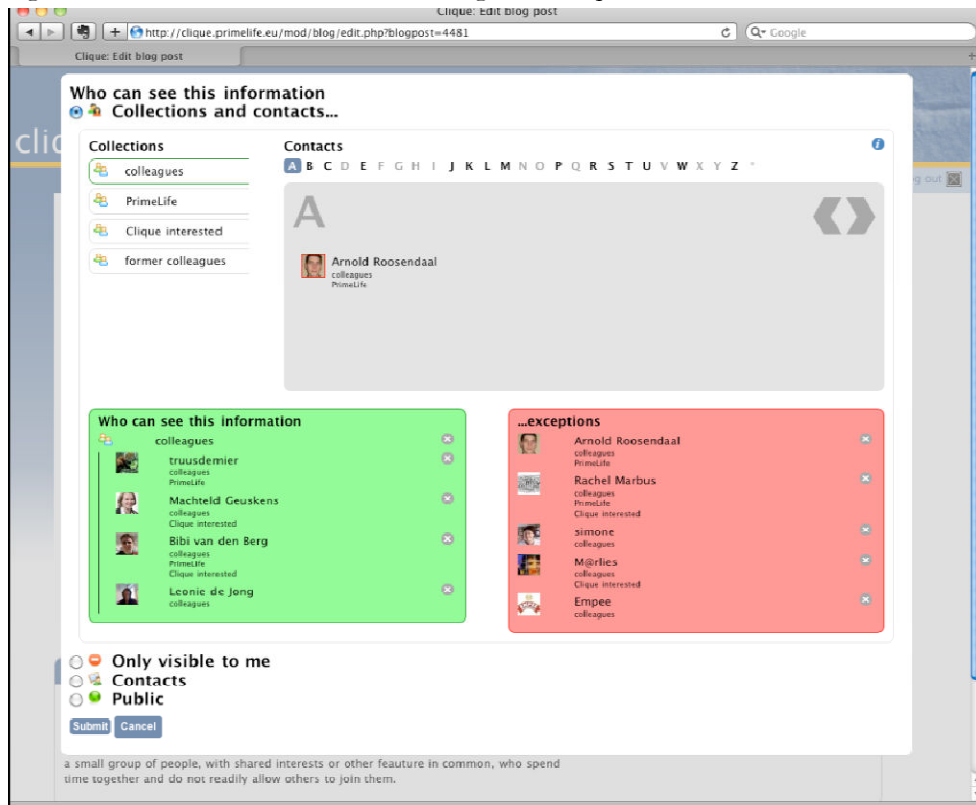 Clique: Edit blog post
http://clique.primelife.eu/mod/blog/edit.php?blogpost=4481
Google
Clique: Edit blog post
Who can see this information
Collections and contacts...
cliq
Collections
colleagues
PrimeLife
Clique interested
former colleagues
Contacts
A B C D E F G H I J K L M N O P Q R S T U V W X Y Z *
A
Arnold Roosendaal
colleagues
PrimeLife
og out
Who can see this information
colleagues
truusdemier
colleagues
PrimeLife
Machteld Geuskens
colleagues
Clique interested
Bibi van den Berg
colleagues
PrimeLife
Clique interested
Leonie de Jong
colleagues
...exceptions
Arnold Roosendaal
colleagues
PrimeLife
Rachel Marbus
colleagues
PrimeLife
Clique interested
simone
colleagues
M@rlies
colleagues
Clique interested
Empee
colleagues
Only visible to me
Contacts
Public
Submit Cancel
a small group of people, with shared interests or other feauture in common, who spend
time together and do not readily allow others to join them.